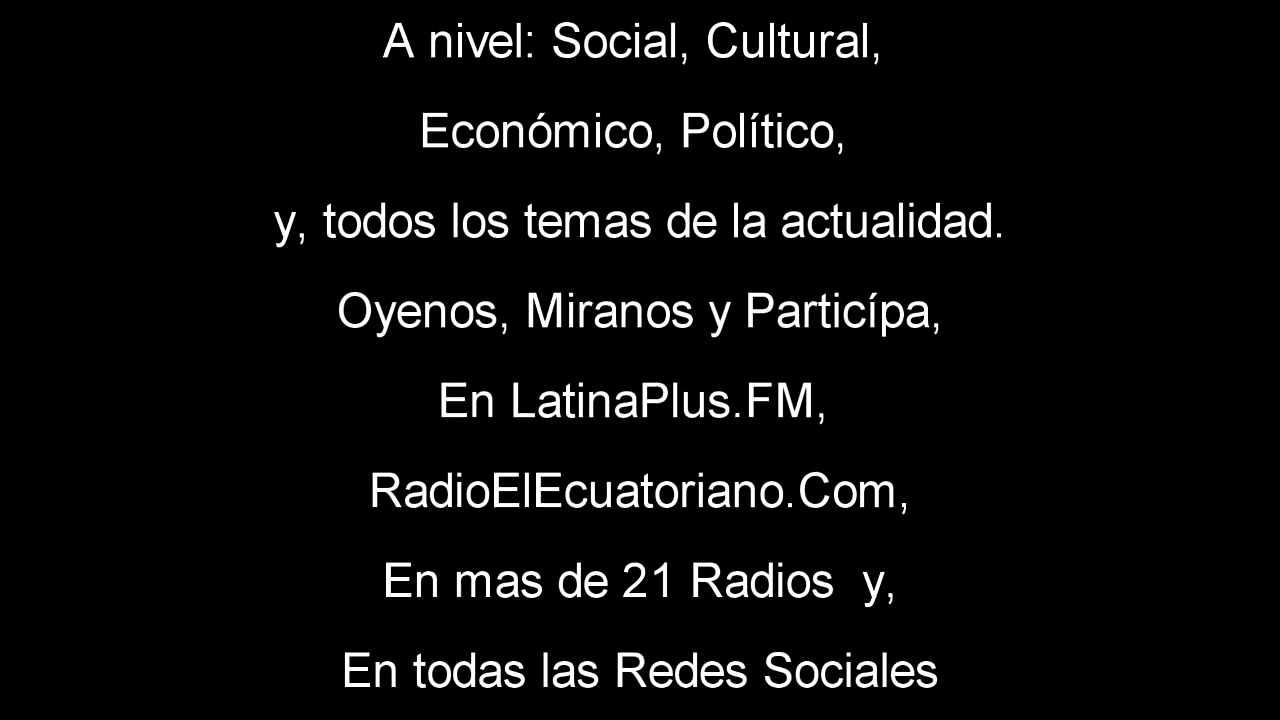 A nivel: Social, Cultural,
Económico, Político,
y, todos los temas de la actualidad.
Oyenos, Miranos y Particípa,
En LatinaPlus.FM,
RadioElEcuatoriano.Com,
En mas de 21 Radios  y,
En todas las Redes Sociales